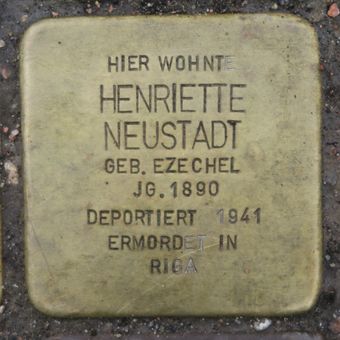 HIER WOHNTE
HENRIETTE
NEUSTADT
GEB. EZECHEL
JG. 1890
DEPORTIERT 1941
ERMORDET IN
RIGA